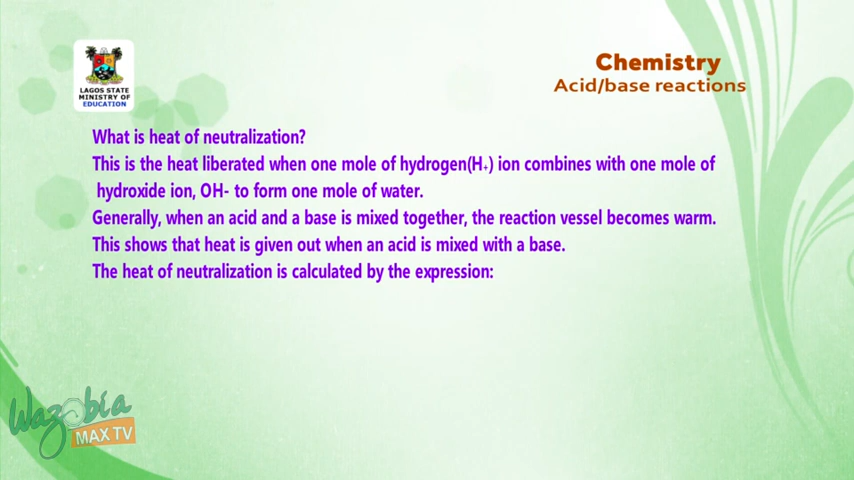 LAGOS STATE
MINISTRY OF
EDUCATION
Chemistry
Acid/base reactions
What is heat of neutralization?
This is the heat liberated when one mole of hydrogen(H₊) ion combines with one mole of
hydroxide ion, OH- to form one mole of water.
Generally, when an acid and a base is mixed together, the reaction vessel becomes warm.
This shows that heat is given out when an acid is mixed with a base.
The heat of neutralization is calculated by the expression:
Wazobia
MAX TV